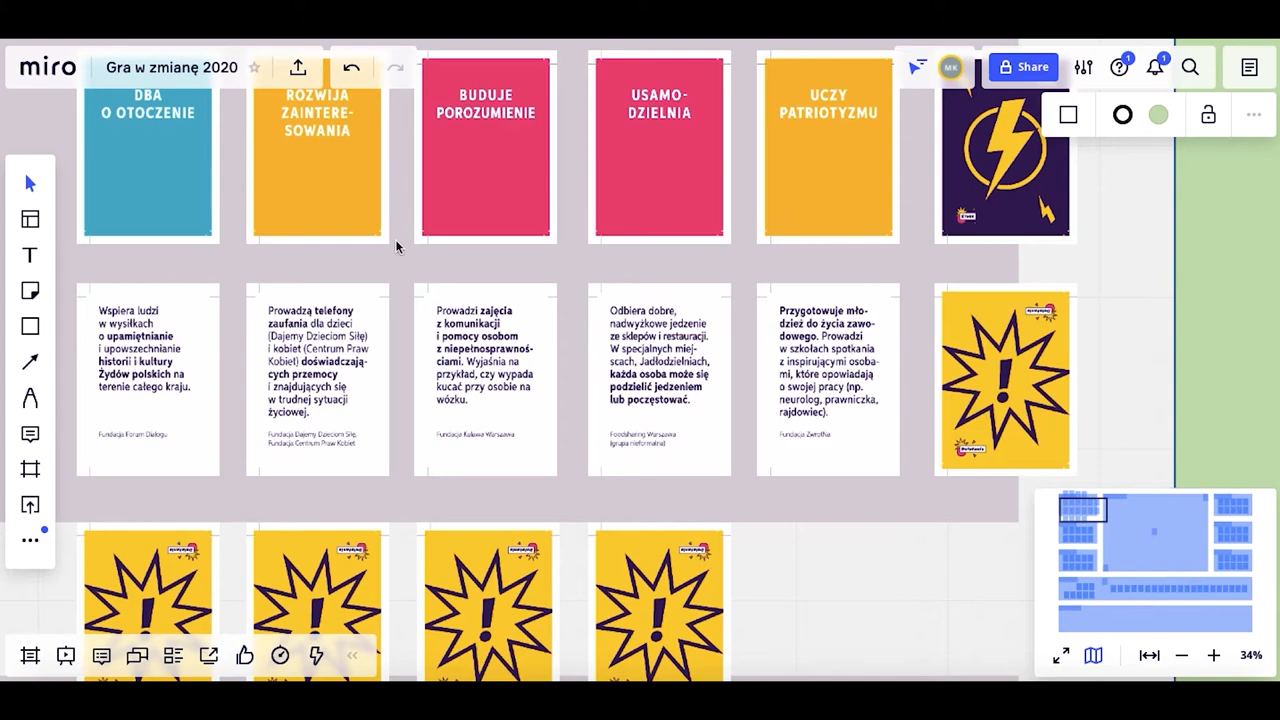 miro
Gra w zmianę 2020
MK
Share
1
1
DBA
O OTOCZENIE
ROZWIJA
ZAINTERE-
SOWANIA
BUDUJE
POROZUMIENIE
USAMO-
DZIELNIA
UCZY
PATRIOTYZMU
Wspiera ludzi
w wysiłkach
o upamiętnianie
i upowszechnianie
historii i kultury
Żydów polskich na
terenie całego kraju.
Fundacja Forum Dialogu
Prowadzą telefony
zaufania dla dzieci
(Dajemy Dzieciom Siłę)
i kobiet (Centrum Praw
Kobiet) doświadczają-
cych przemocy
i znajdujących się
w trudnej sytuacji
życiowej.
Fundacja Dajemy Dzieciom Siłę,
Fundacja Centrum Praw Kobiet
Prowadzi zajęcia
z komunikacji
i pomocy osobom
z niepełnosprawnoś-
ciami. Wyjaśnia na
przykład, czy wypada
kucać przy osobie na
wózku.
Fundacja Kulawa Warszawa
Odbiera dobre,
nadwyżkowe jedzenie
ze sklepów i restauracji.
W specjalnych miej-
scach, Jadłodzielniach,
każda osoba może się
podzielić jedzeniem
lub poczęstować.
Foodsharing Warszawa
(grupa nieformalna)
Przygotowuje mło-
dzież do życia zawo-
dowego. Prowadzi
w szkołach spotkania
z inspirującymi osoba-
mi, które opowiadają
o swojej pracy (np.
neurolog, prawniczka,
rajdowiec).
Fundacja Zwrotnia
!
! ! ! !
34%